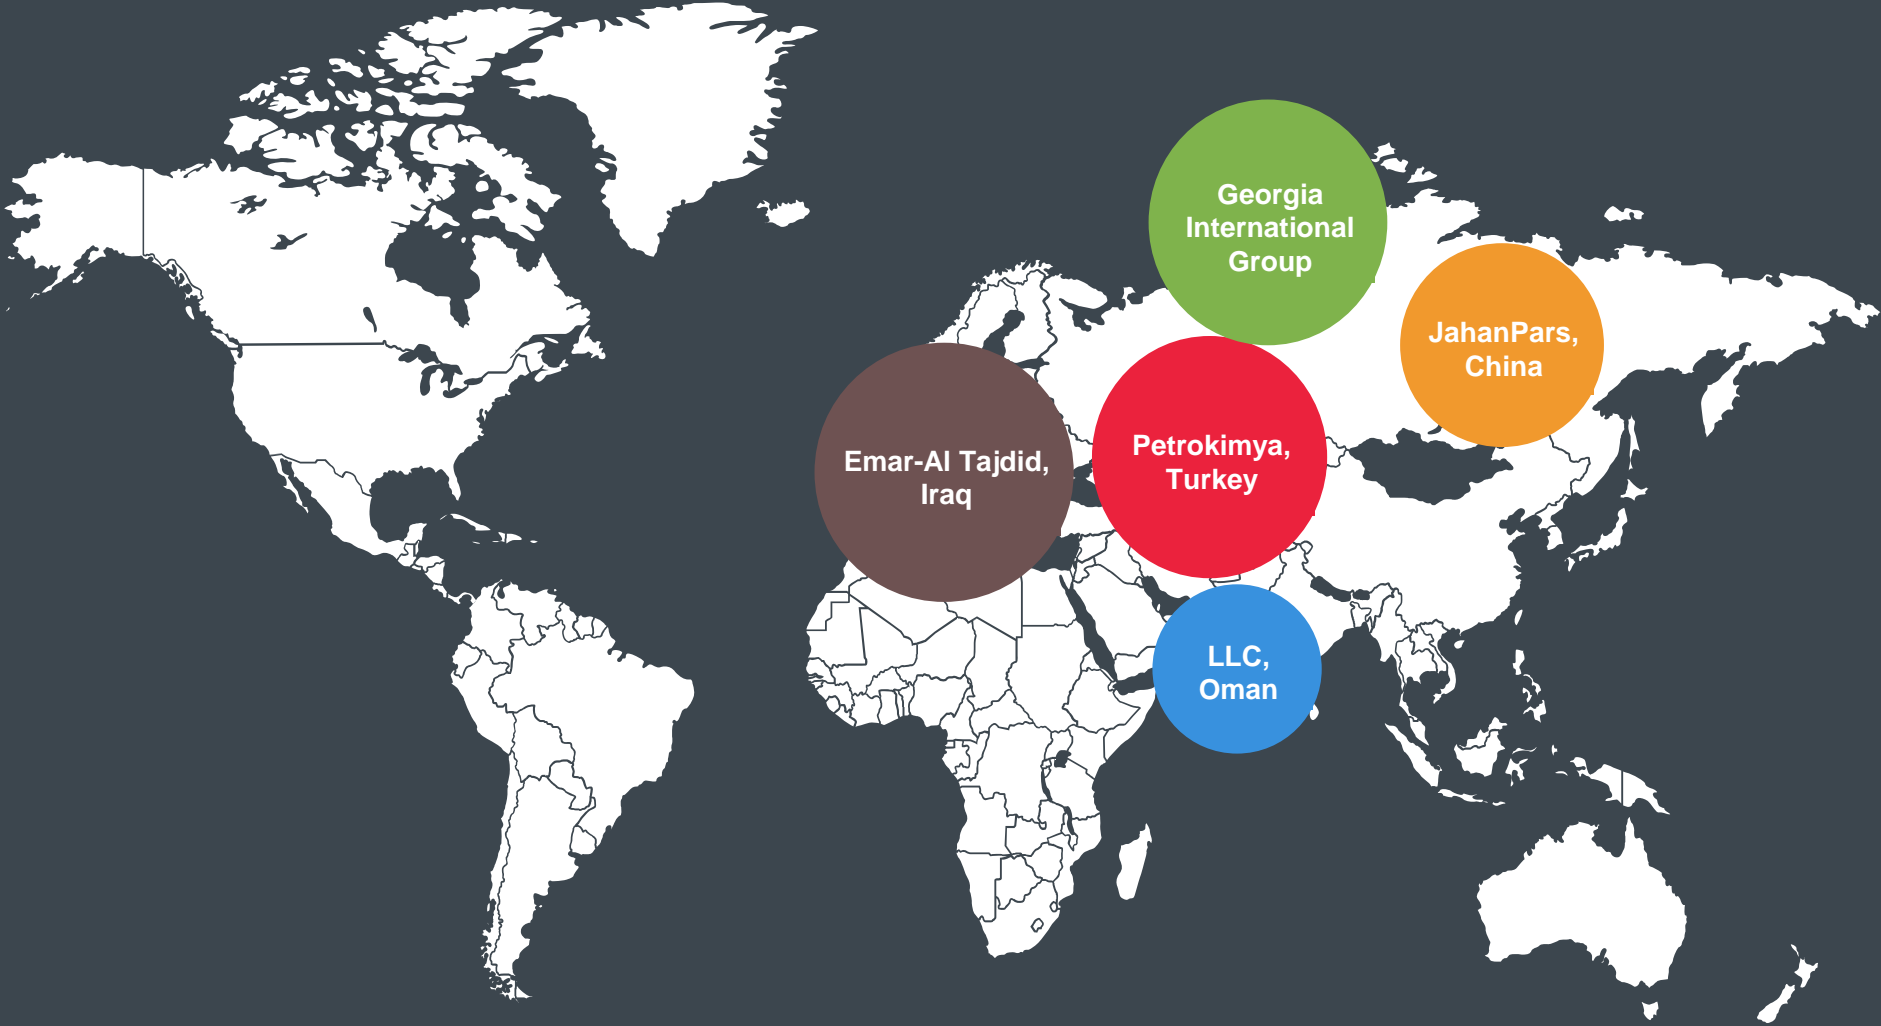 Georgia
International
Group
JahanPars,
China
Emar-Al Tajdid,
Iraq
Petrokimya,
Turkey
LLC,
Oman